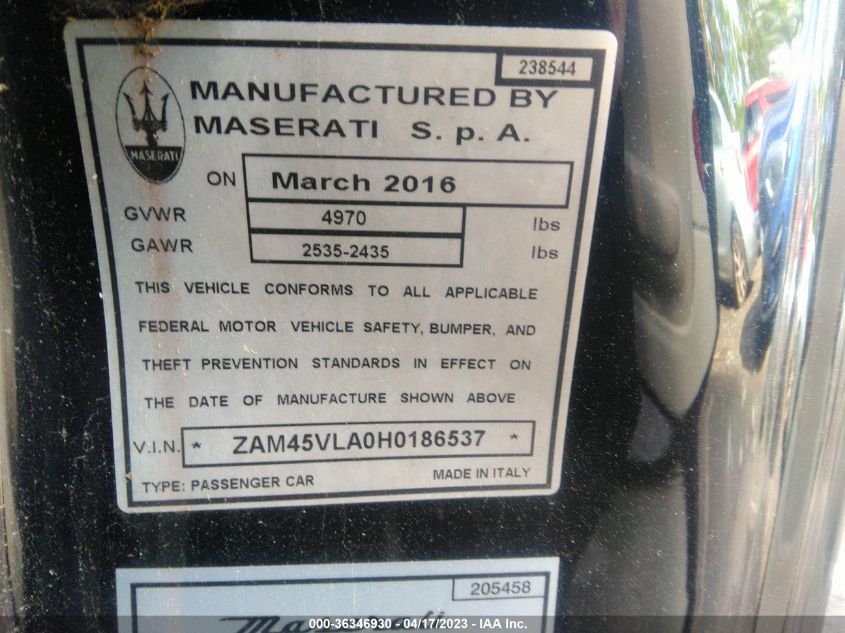 238544
MANUFACTURED BY
MASERATI S. p. A.
MASERATI
ON March 2016
GVWR 4970 lbs
GAWR 2535-2435 lbs
THIS VEHICLE CONFORMS TO ALL APPLICABLE
FEDERAL MOTOR VEHICLE SAFETY, BUMPER, AND
THEFT PREVENTION STANDARDS IN EFFECT ON
THE DATE OF MANUFACTURE SHOWN ABOVE
V.I.N. * ZAM45VLA0H0186537 *
TYPE: PASSENGER CAR MADE IN ITALY
205458
Maserati
000-36346930 - 04/17/2023 - IAA Inc.